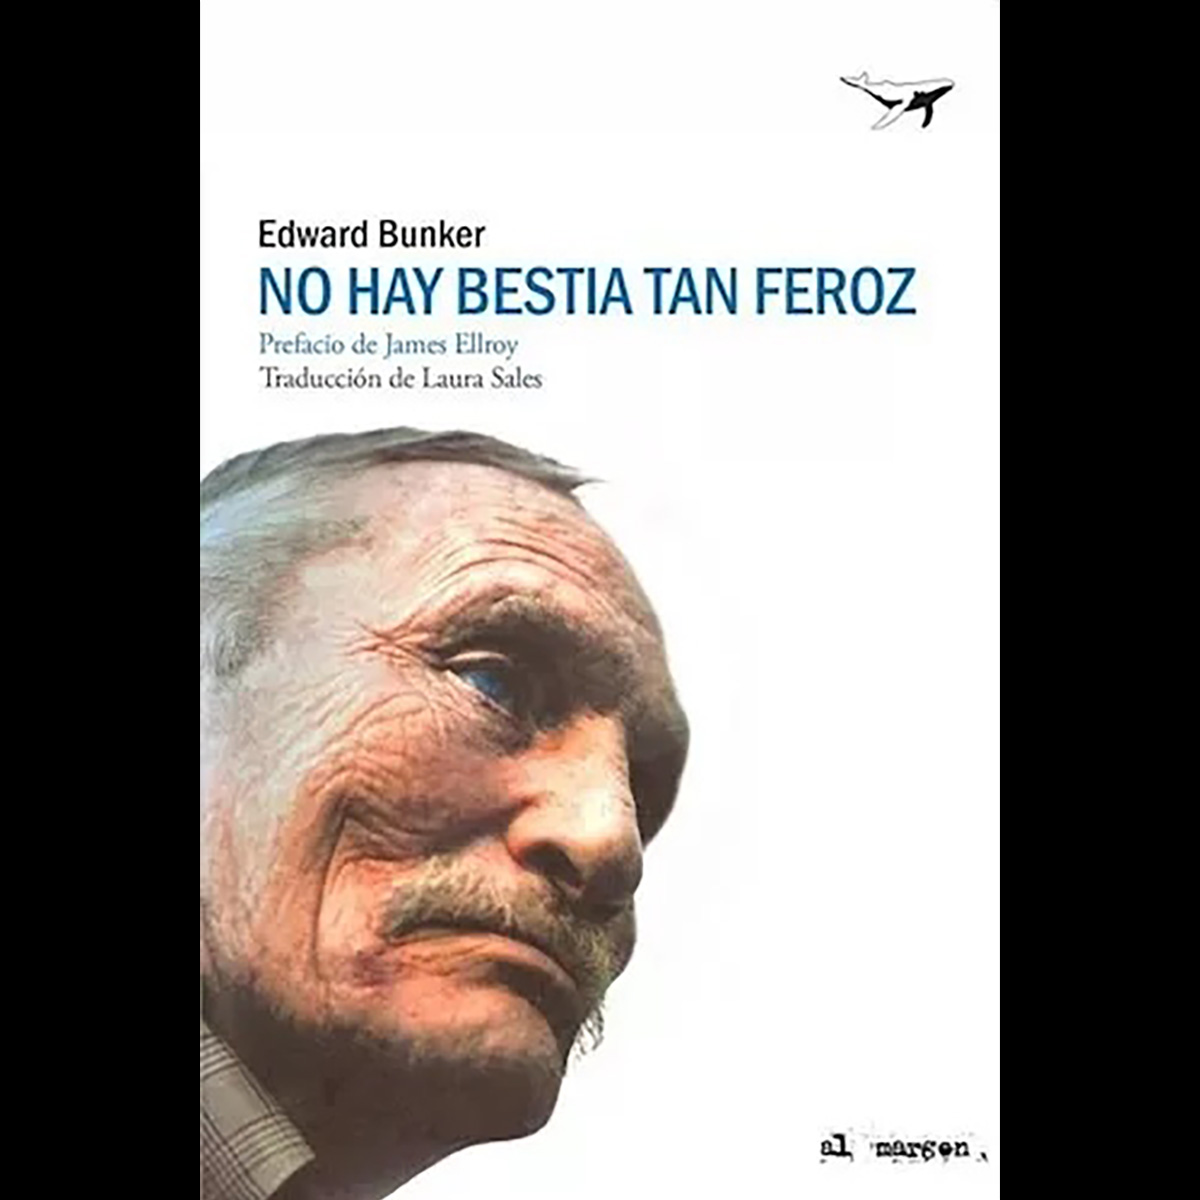 Edward Bunker
NO HAY BESTIA TAN FEROZ
Prefacio de James Ellroy
Traducción de Laura Sales
al margen